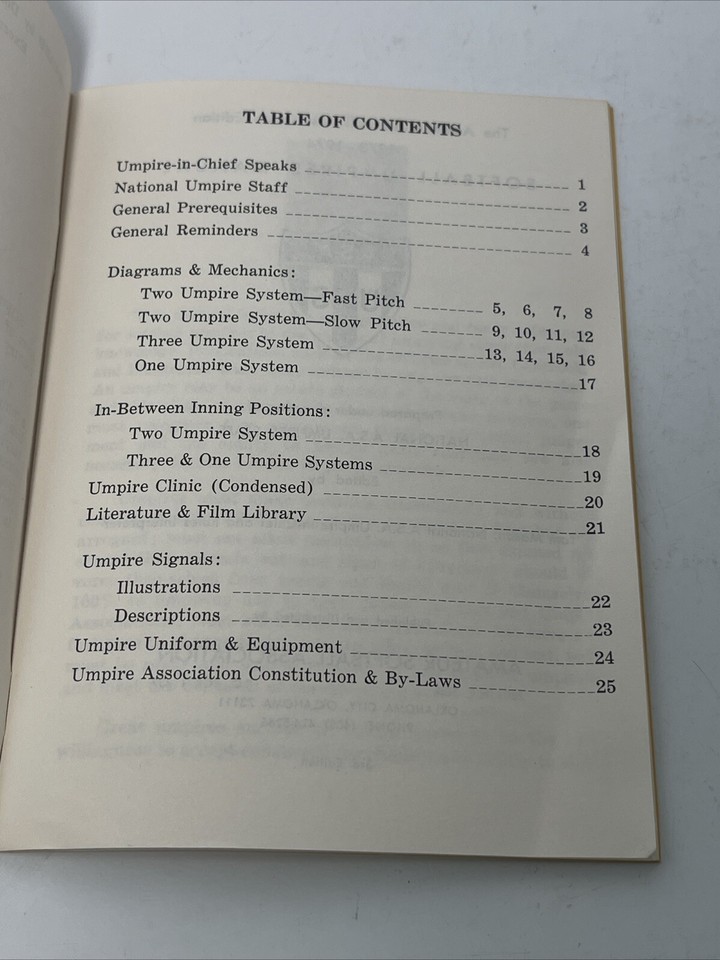 TABLE OF CONTENTS
Umpire-in-Chief Speaks 1
National Umpire Staff 2
General Prerequisites 3
General Reminders 4
Diagrams & Mechanics:
Two Umpire System—Fast Pitch 5, 6, 7, 8
Two Umpire System—Slow Pitch 9, 10, 11, 12
Three Umpire System 13, 14, 15, 16
One Umpire System 17
In-Between Inning Positions:
Two Umpire System 18
Three & One Umpire Systems 19
Umpire Clinic (Condensed) 20
Literature & Film Library 21
Umpire Signals:
Illustrations 22
Descriptions 23
Umpire Uniform & Equipment 24
Umpire Association Constitution & By-Laws 25